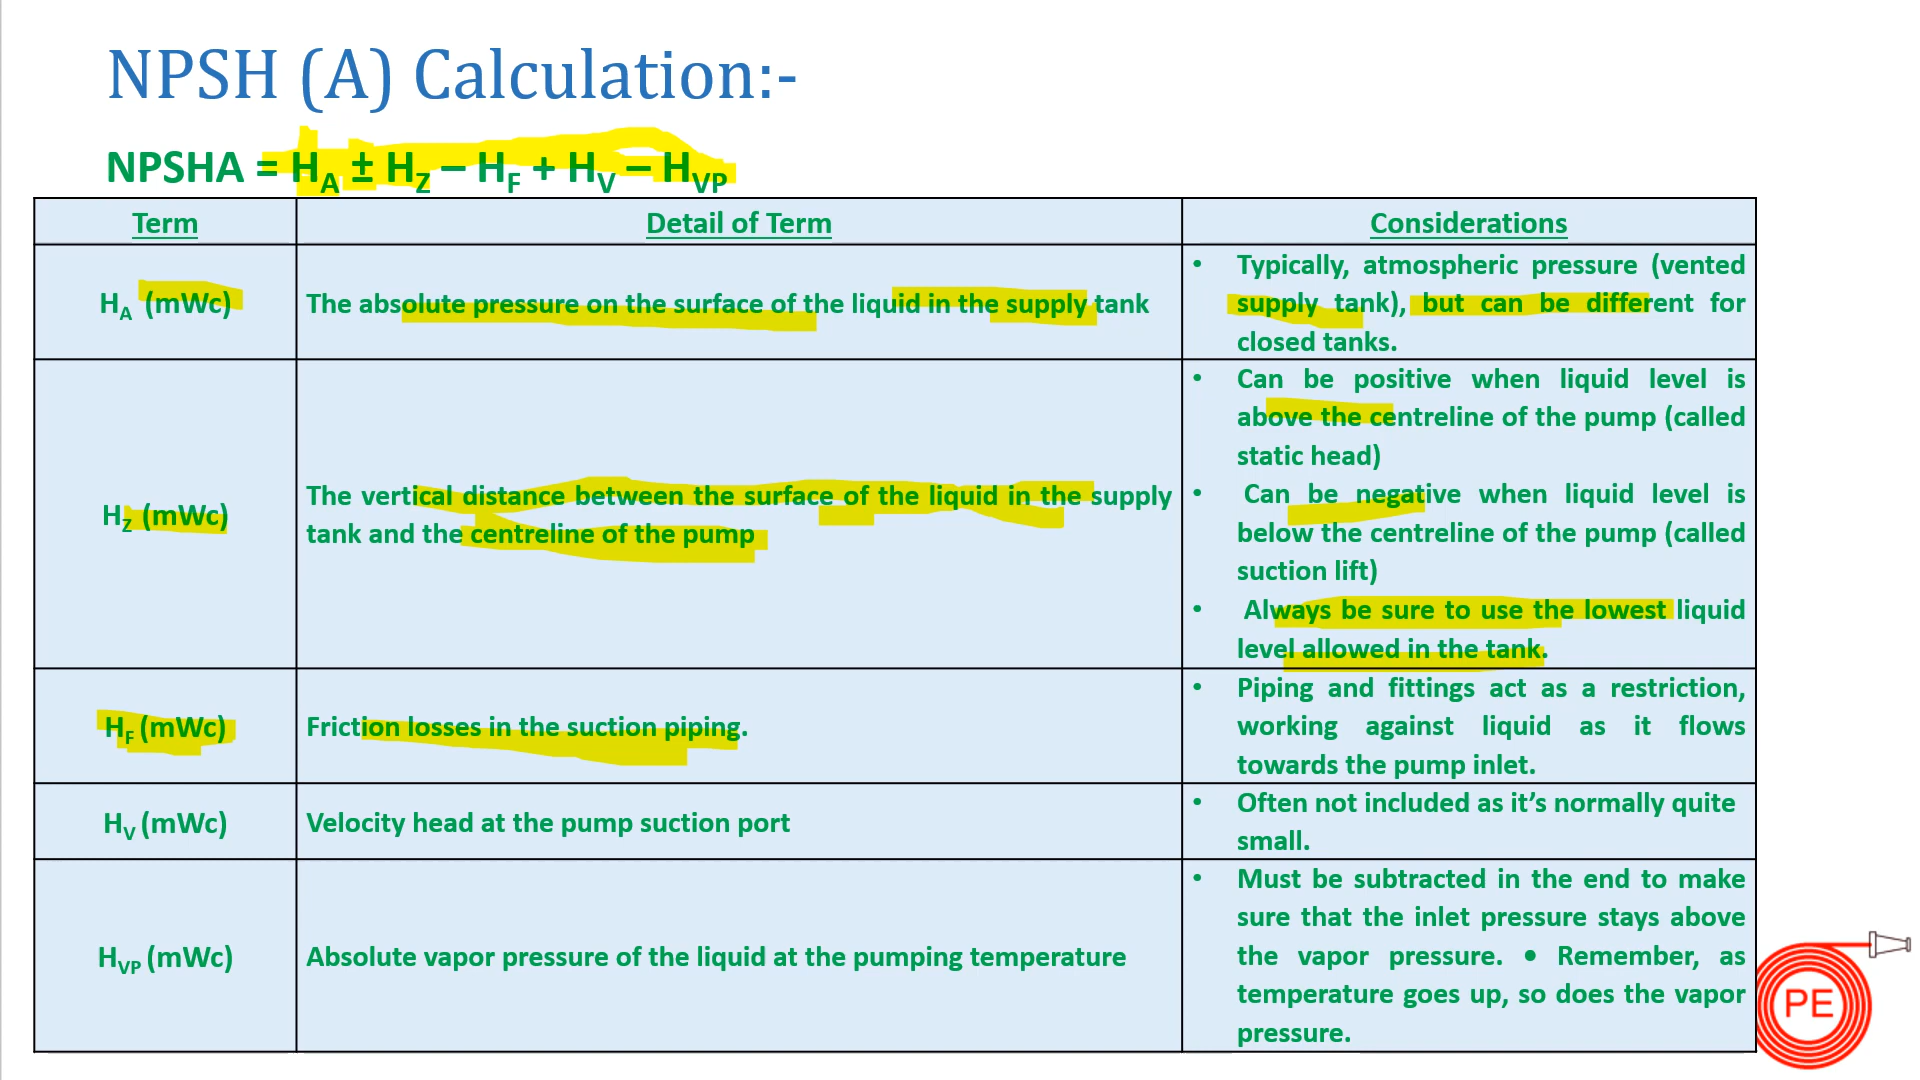 NPSH (A) Calculation:-
NPSHA = HA ± HZ – HF + HV – HVP
Term
Detail of Term
Considerations
HA (mWc)
The absolute pressure on the surface of the liquid in the supply tank
• Typically, atmospheric pressure (vented
supply tank), but can be different for
closed tanks.
HZ (mWc)
The vertical distance between the surface of the liquid in the supply
tank and the centreline of the pump
• Can be positive when liquid level is
above the centreline of the pump (called
static head)
• Can be negative when liquid level is
below the centreline of the pump (called
suction lift)
• Always be sure to use the lowest liquid
level allowed in the tank.
HF (mWc)
Friction losses in the suction piping.
• Piping and fittings act as a restriction,
working against liquid as it flows
towards the pump inlet.
HV (mWc)
Velocity head at the pump suction port
• Often not included as it’s normally quite
small.
HVP (mWc)
Absolute vapor pressure of the liquid at the pumping temperature
• Must be subtracted in the end to make
sure that the inlet pressure stays above
the vapor pressure. • Remember, as
temperature goes up, so does the vapor
pressure.
PE